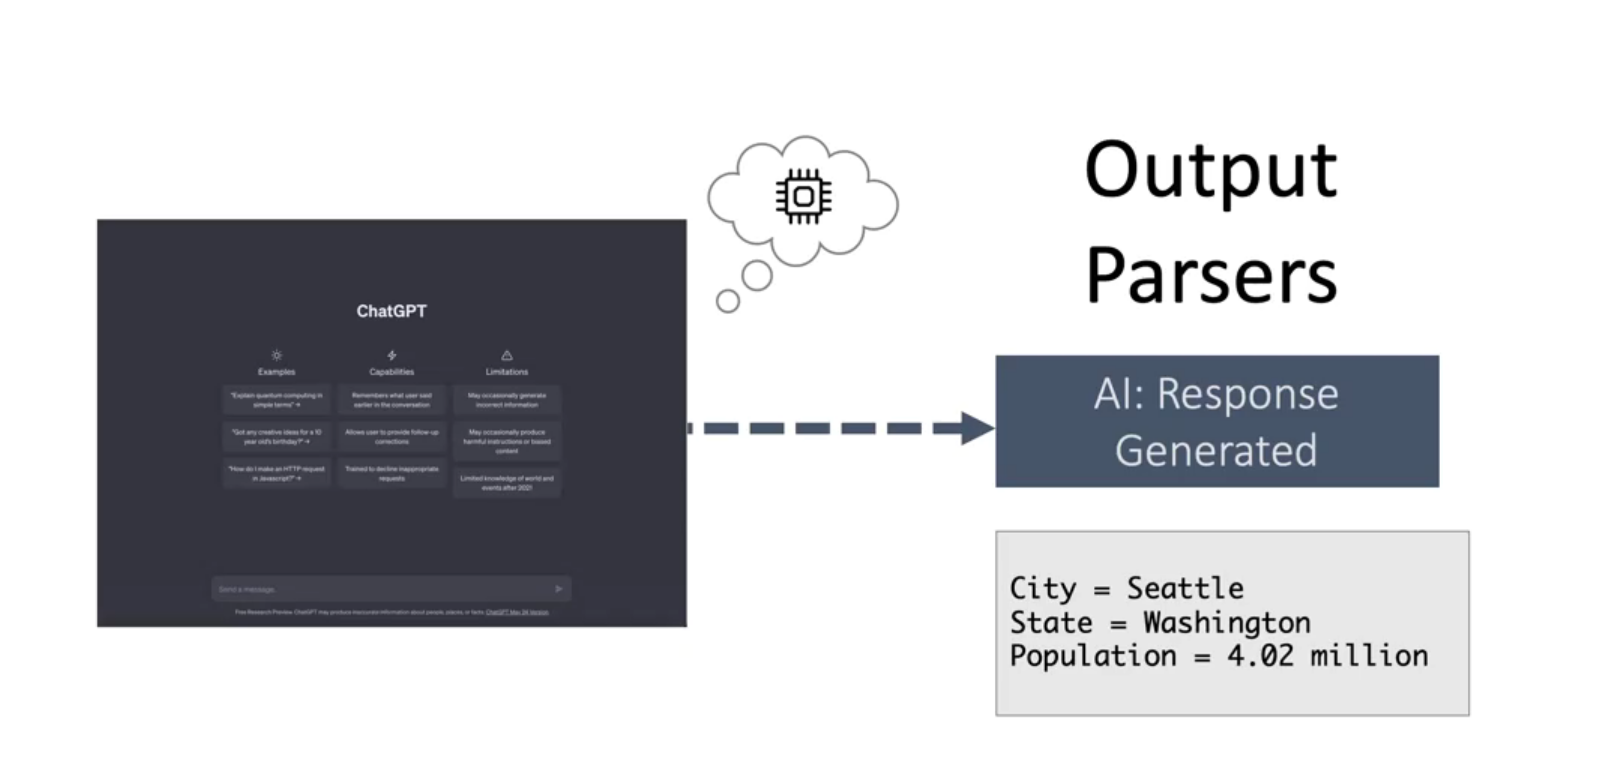 ChatGPT
Examples
Capabilities
Limitations
"Explain quantum computing in
simple terms" →
Remembers what user said
earlier in the conversation
May occasionally generate
incorrect information
"Got any creative ideas for a 10
year old's birthday?" →
Allows user to provide follow-up
corrections
May occasionally produce
harmful instructions or biased
content
"How do I make an HTTP request
in Javascript?" →
Trained to decline inappropriate
requests
Limited knowledge of world and
events after 2021
Send a message.
Free Research Preview. ChatGPT may produce inaccurate information about people, places, or facts. ChatGPT May 24 Version
Output
Parsers
AI: Response
Generated
City = Seattle
State = Washington
Population = 4.02 million